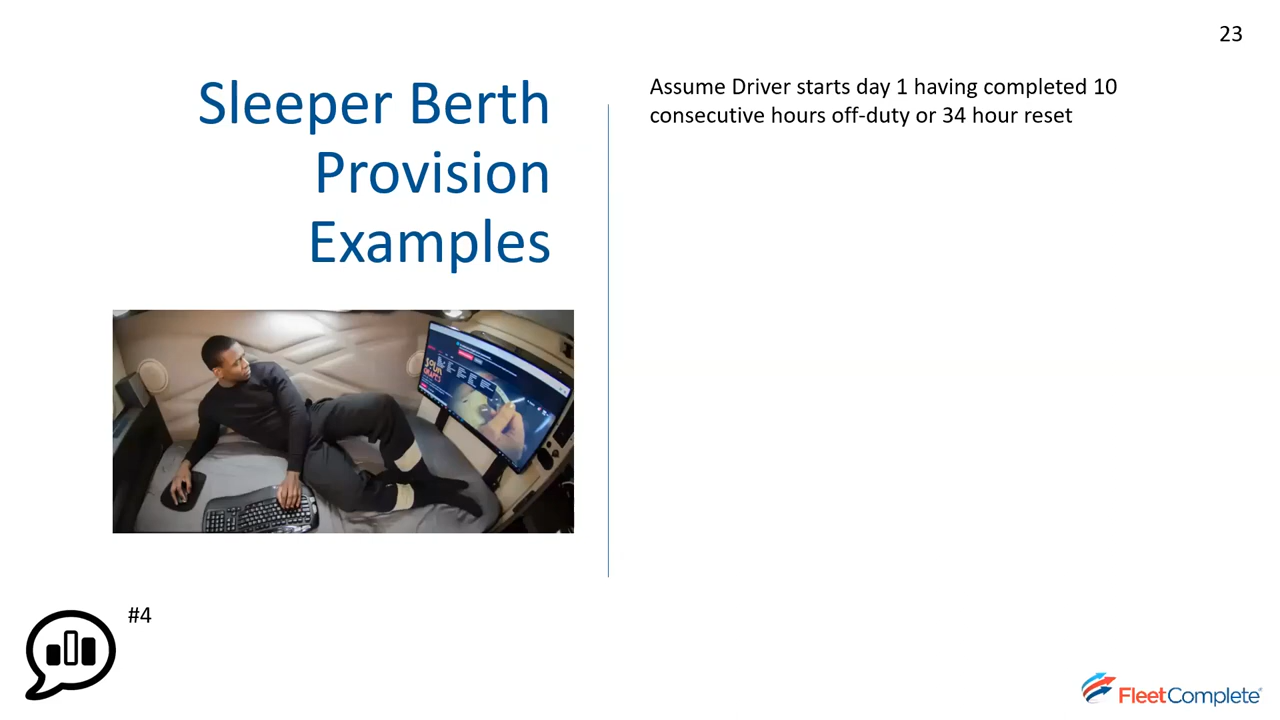 23
Sleeper Berth
Provision
Examples
Assume Driver starts day 1 having completed 10
consecutive hours off-duty or 34 hour reset
#4
FleetComplete®